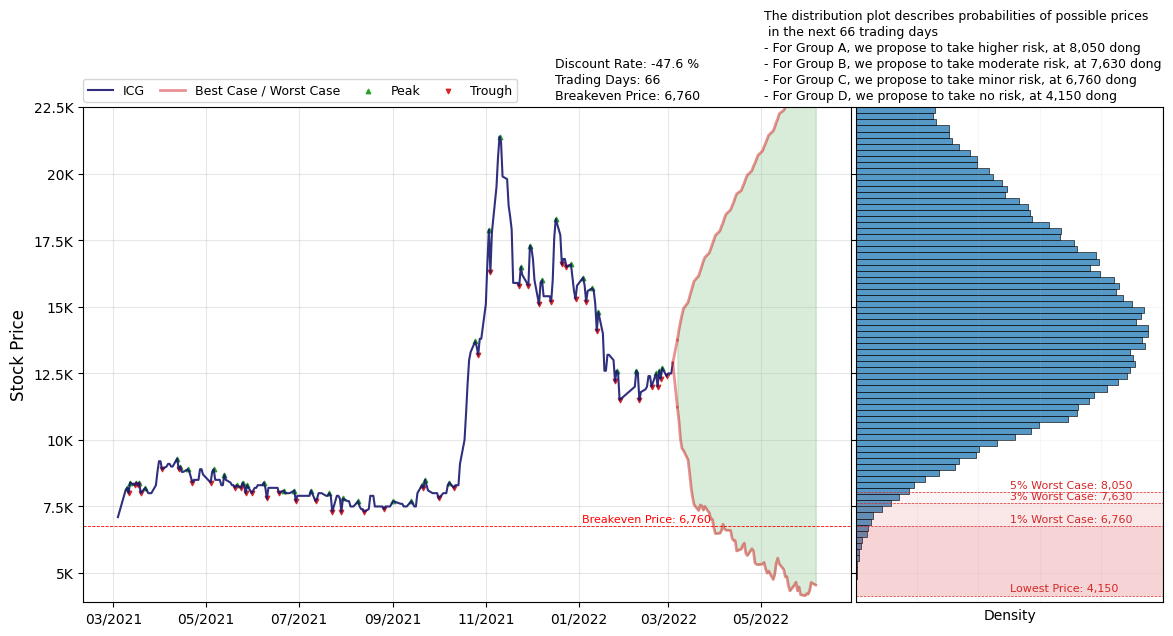 The distribution plot describes probabilities of possible prices
in the next 66 trading days
- For Group A, we propose to take higher risk, at 8,050 dong
- For Group B, we propose to take moderate risk, at 7,630 dong
- For Group C, we propose to take minor risk, at 6,760 dong
- For Group D, we propose to take no risk, at 4,150 dong
Discount Rate: -47.6 %
Trading Days: 66
Breakeven Price: 6,760
ICG
Best Case / Worst Case
Peak
Trough
Stock Price
22.5K
20K
17.5K
15K
12.5K
10K
7.5K
5K
Breakeven Price: 6,760
03/2021
05/2021
07/2021
09/2021
11/2021
01/2022
03/2022
05/2022
5% Worst Case: 8,050
3% Worst Case: 7,630
1% Worst Case: 6,760
Lowest Price: 4,150
Density